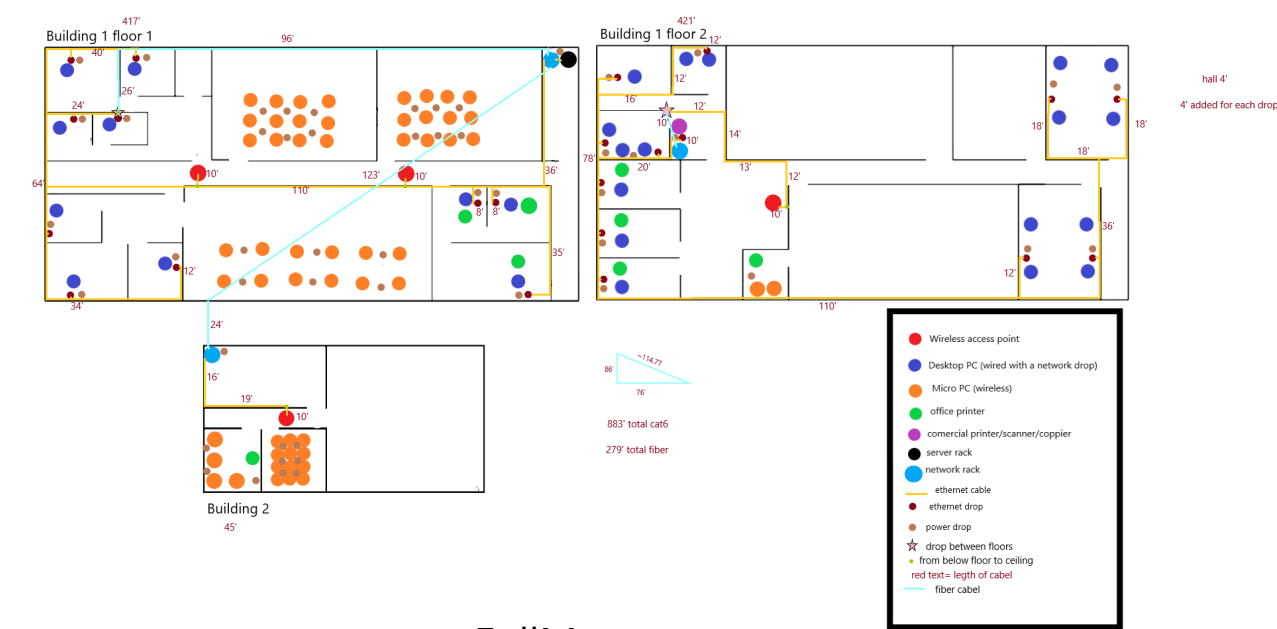 417'
Building 1 floor 1
96'
40'
26'
24'
10'
10'
123'
110'
36'
64'
8'
8'
35'
12'
34'
421'
Building 1 floor 2
12'
12'
16'
12'
10'
10'
14'
20'
78'
13'
12'
10'
18'
18'
18'
36'
12'
110'
hall 4'
4' added for each drop
24'
16'
19'
10'
Building 2
45'
~114.77
86'
76'
883' total cat6
279' total fiber
Wireless access point
Desktop PC (wired with a network drop)
Micro PC (wireless)
office printer
comercial printer/scanner/coppier
server rack
network rack
ethernet cable
ethernet drop
power drop
drop between floors
from below floor to ceiling
red text= legth of cabel
fiber cabel